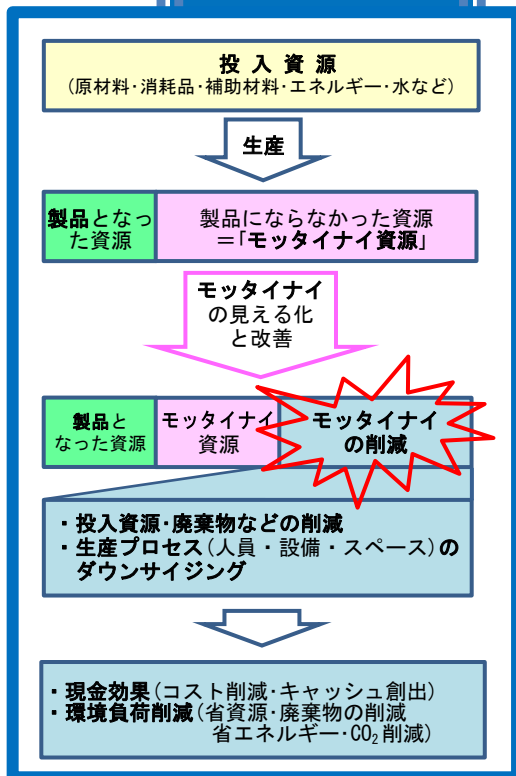 投入資源
(原材料・消耗品・補助材料・エネルギー・水など)
生産
製品となっ
た資源
製品にならなかった資源
=「モッタイナイ資源」
モッタイナイ
の見える化
と改善
製品と
なった資源
モッタイナイ
資源
モッタイナイ
の削減
・投入資源・廃棄物などの削減
・生産プロセス(人員・設備・スペース)の
ダウンサイジング
・現金効果(コスト削減・キャッシュ創出)
・環境負荷削減(省資源・廃棄物の削減
省エネルギー・CO₂削減)